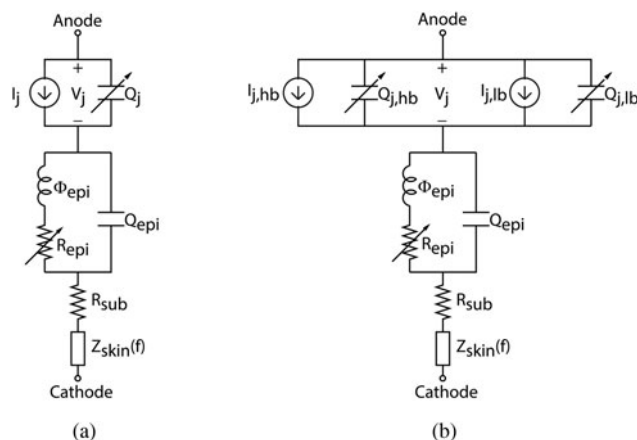 Anode
+
I_j
V_j
Q_j
−
Φ_epi
Q_epi
R_epi
R_sub
Z_skin(f)
Cathode
(a)
Anode
+
I_j,hb
Q_j,hb
V_j
I_j,lb
Q_j,lb
−
Φ_epi
Q_epi
R_epi
R_sub
Z_skin(f)
Cathode
(b)